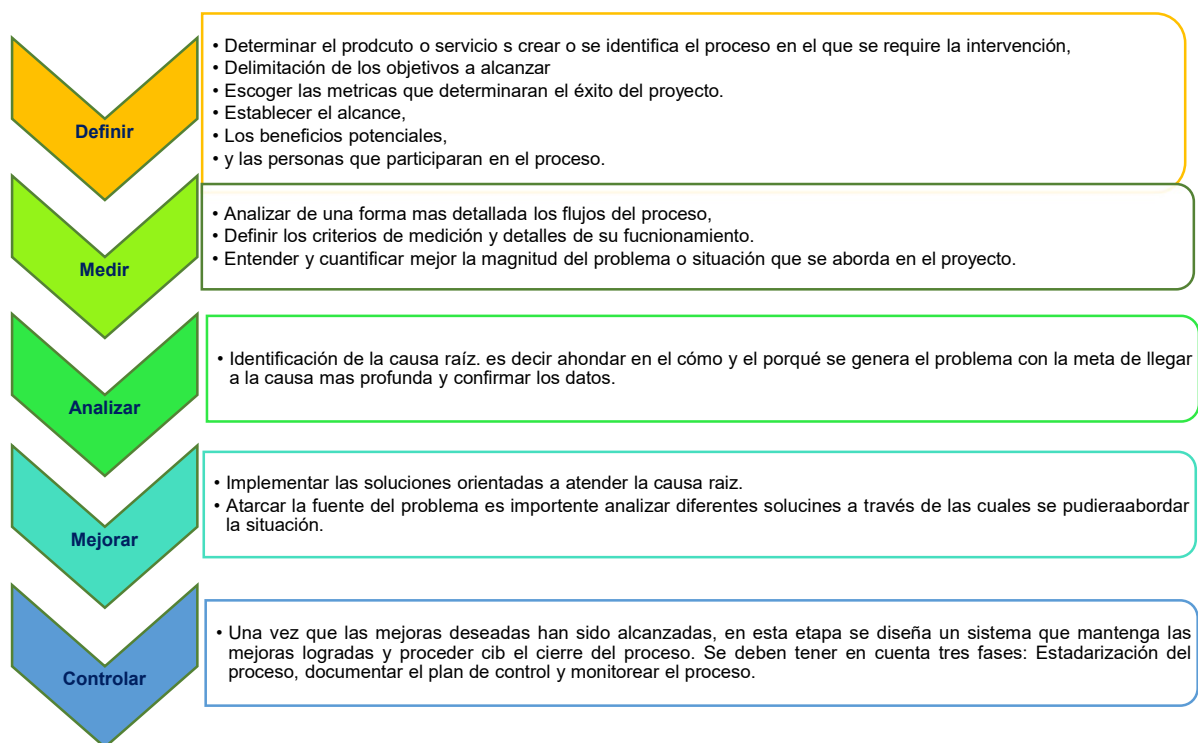 Definir
• Determinar el prodcuto o servicio s crear o se identifica el proceso en el que se require la intervención,
• Delimitación de los objetivos a alcanzar
• Escoger las metricas que determinaran el éxito del proyecto.
• Establecer el alcance,
• Los beneficios potenciales,
• y las personas que participaran en el proceso.
Medir
• Analizar de una forma mas detallada los flujos del proceso,
• Definir los criterios de medición y detalles de su fucnionamiento.
• Entender y cuantificar mejor la magnitud del problema o situación que se aborda en el proyecto.
Analizar
• Identificación de la causa raíz. es decir ahondar en el cómo y el porqué se genera el problema con la meta de llegar
a la causa mas profunda y confirmar los datos.
Mejorar
• Implementar las soluciones orientadas a atender la causa raiz.
• Atarcar la fuente del problema es importente analizar diferentes solucines a través de las cuales se pudieraabordar
la situación.
Controlar
• Una vez que las mejoras deseadas han sido alcanzadas, en esta etapa se diseña un sistema que mantenga las
mejoras logradas y proceder cib el cierre del proceso. Se deben tener en cuenta tres fases: Estadarización del
proceso, documentar el plan de control y monitorear el proceso.